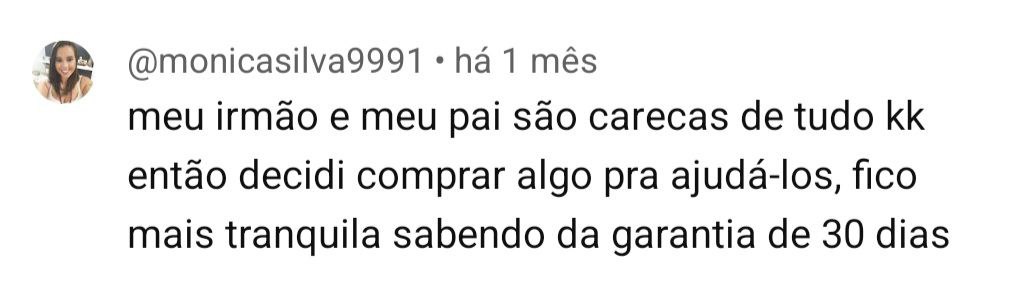 @monicasilva9991 • há 1 mês
meu irmão e meu pai são carecas de tudo kk
então decidi comprar algo pra ajudá-los, fico
mais tranquila sabendo da garantia de 30 dias